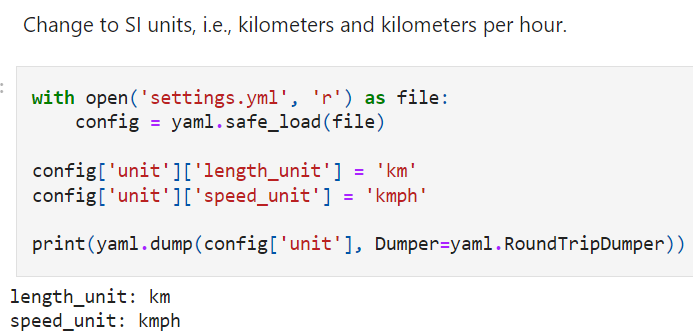 Change to SI units, i.e., kilometers and kilometers per hour.
:
with open('settings.yml', 'r') as file:
    config = yaml.safe_load(file)
config['unit']['length_unit'] = 'km'
config['unit']['speed_unit'] = 'kmph'
print(yaml.dump(config['unit'], Dumper=yaml.RoundTripDumper))
length_unit: km
speed_unit: kmph